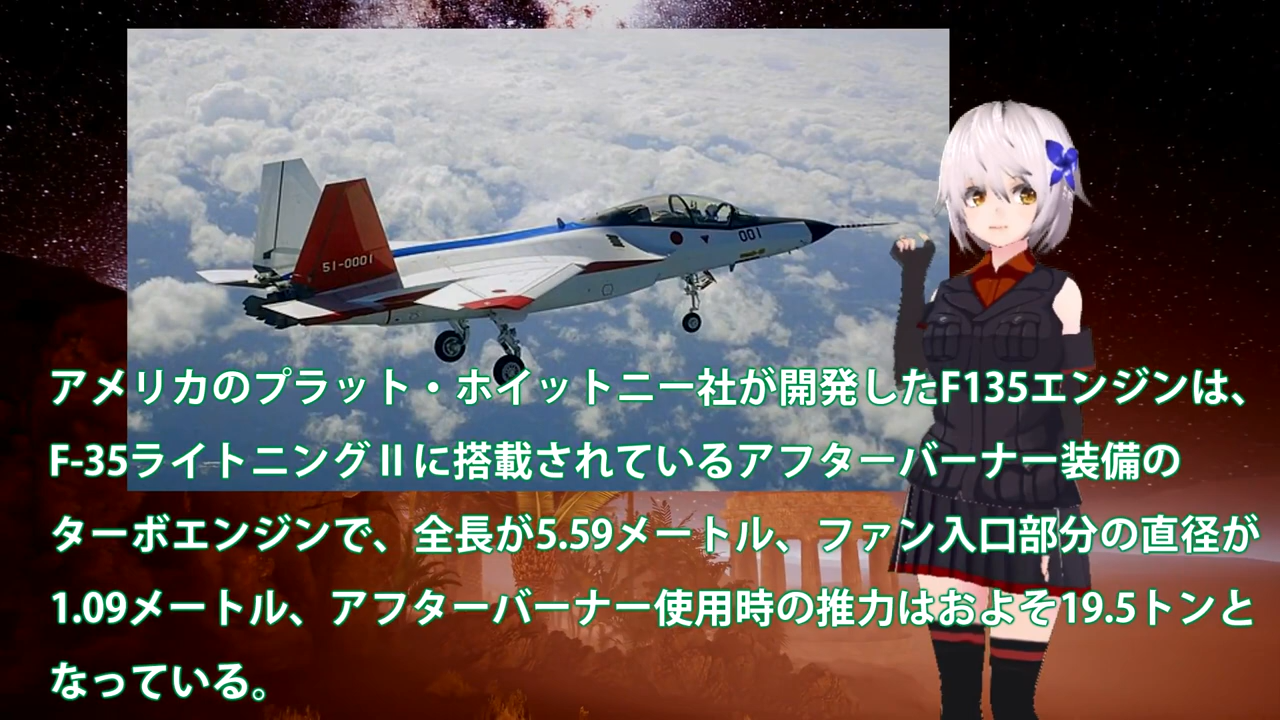 001
51-0001
アメリカのプラット・ホイットニー社が開発したF135エンジンは、
F-35ライトニングⅡに搭載されているアフターバーナー装備の
ターボエンジンで、全長が5.59メートル、ファン入口部分の直径が
1.09メートル、アフターバーナー使用時の推力はおよそ19.5トンと
なっている。